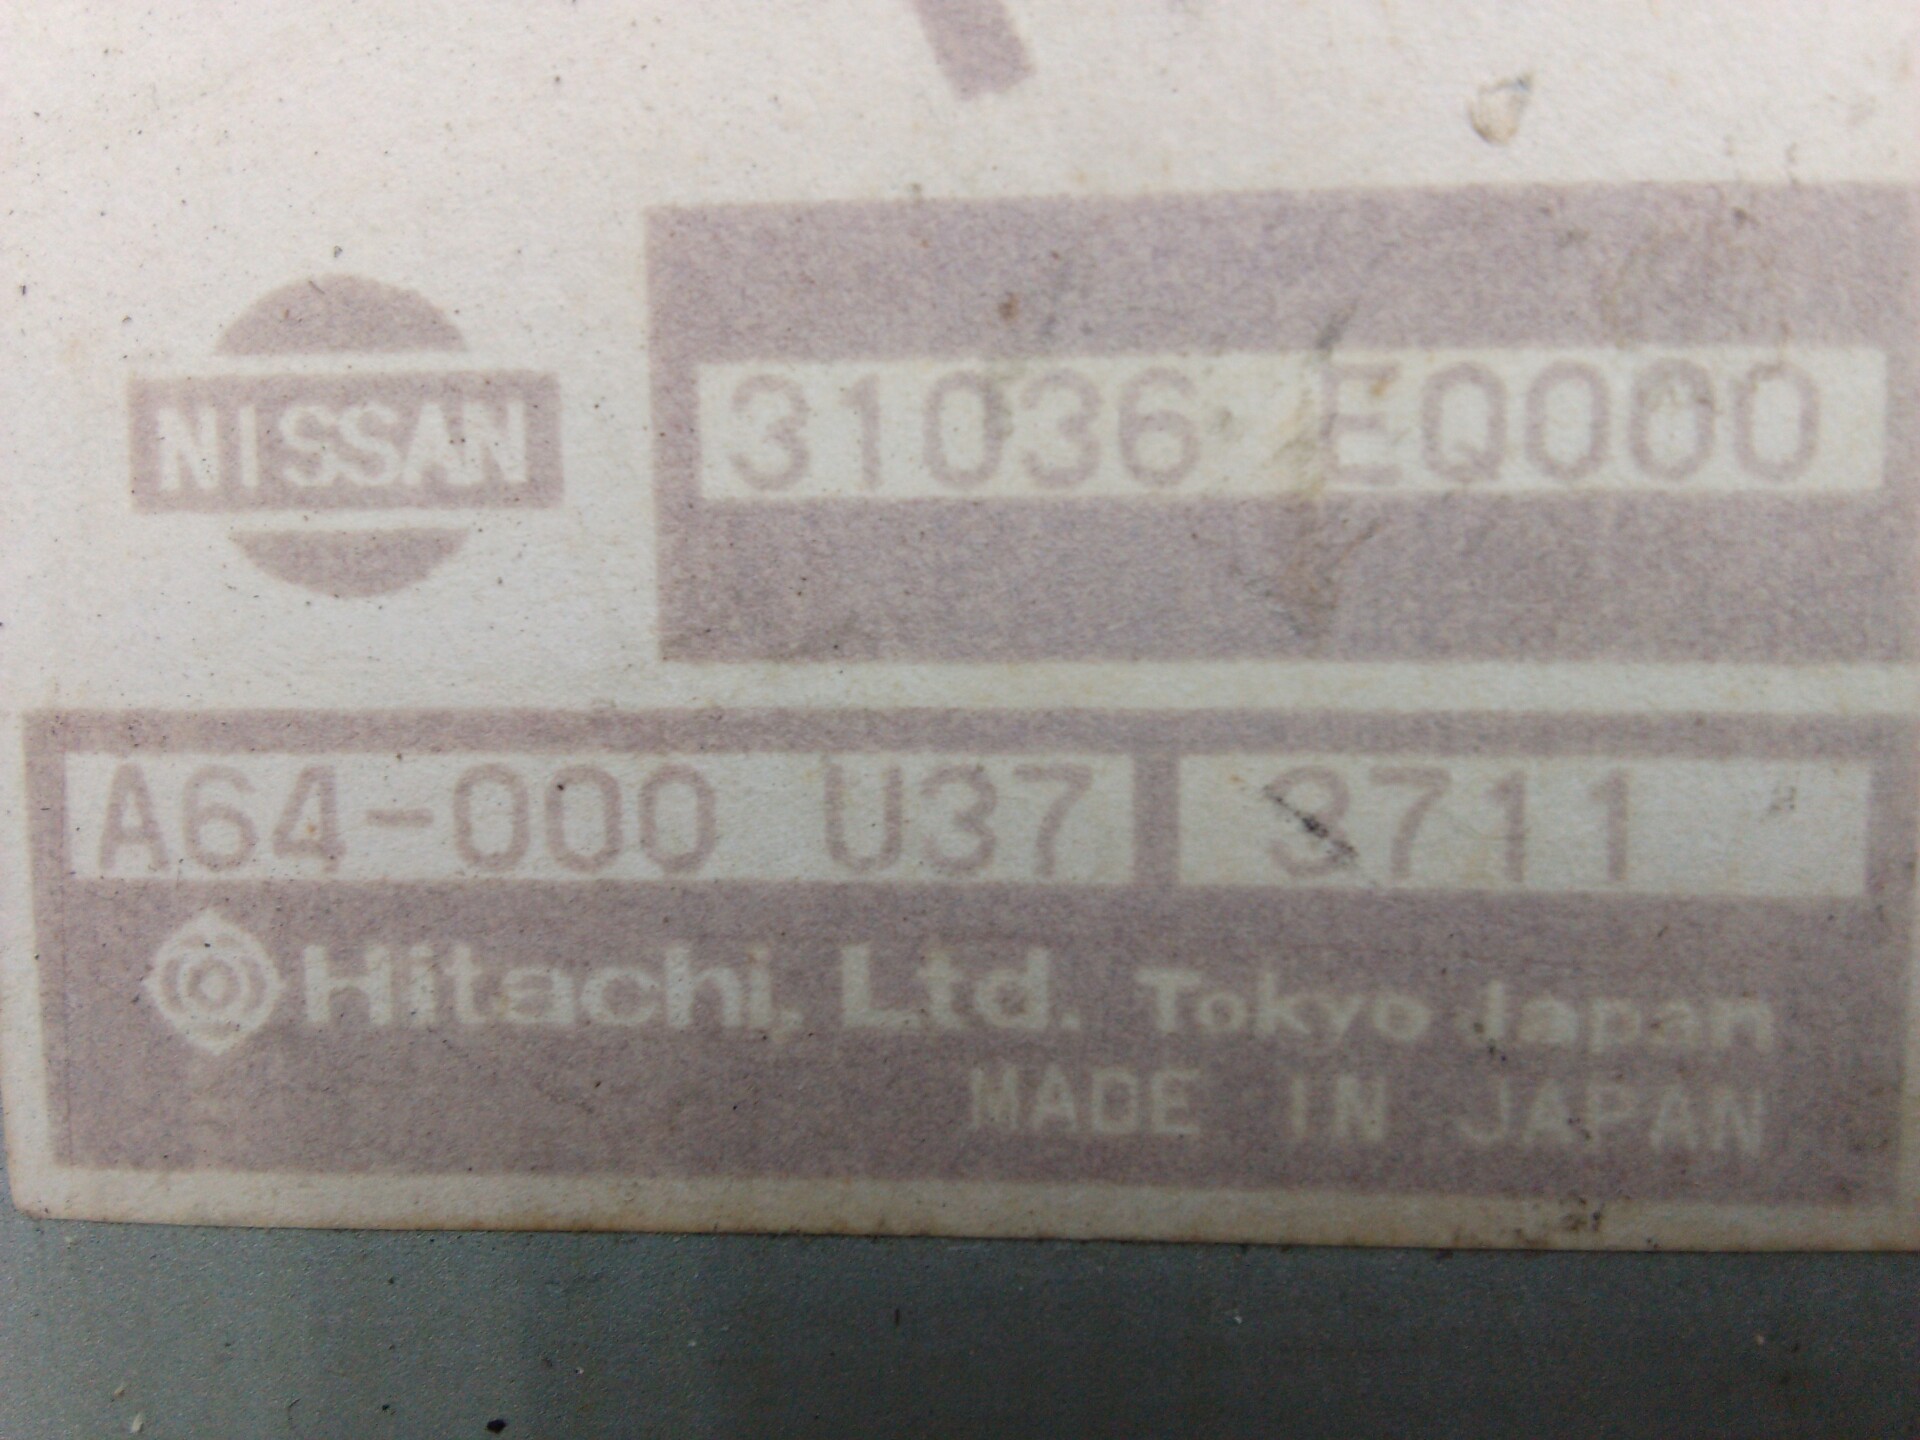 NISSAN
31036 EQ000
A64-000 U37 3711
Hitachi, Ltd. Tokyo Japan
MADE IN JAPAN